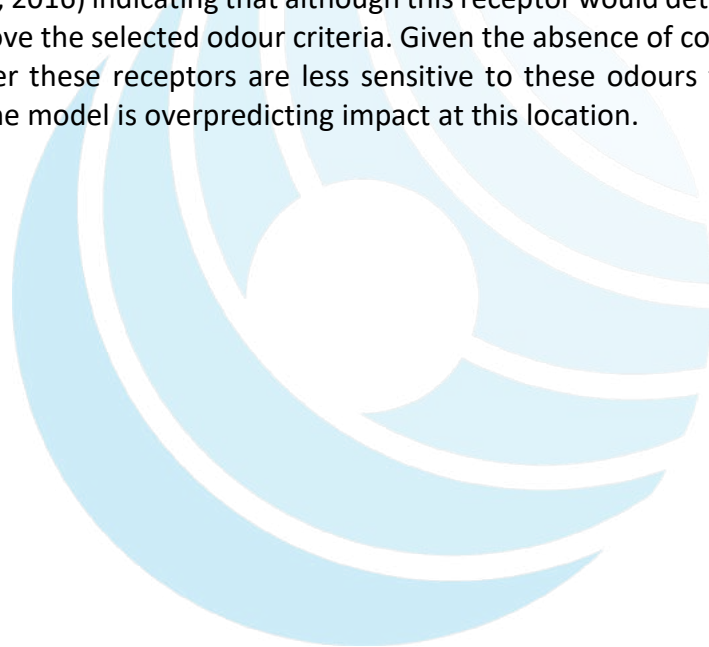 , 2016) indicating that although this receptor would det
ove the selected odour criteria. Given the absence of co
er these receptors are less sensitive to these odours
he model is overpredicting impact at this location.